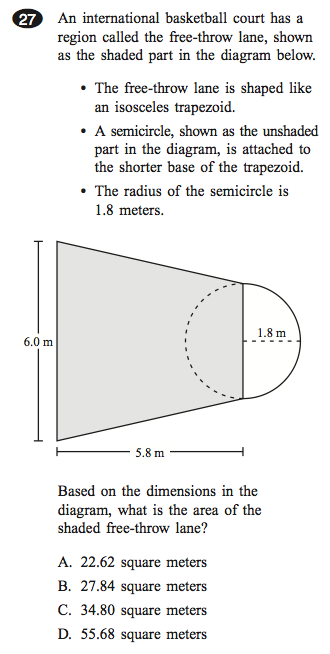 27 An international basketball court has a
region called the free-throw lane, shown
as the shaded part in the diagram below.
• The free-throw lane is shaped like
an isosceles trapezoid.
• A semicircle, shown as the unshaded
part in the diagram, is attached to
the shorter base of the trapezoid.
• The radius of the semicircle is
1.8 meters.
1.8 m
6.0 m
5.8 m
Based on the dimensions in the
diagram, what is the area of the
shaded free-throw lane?
A. 22.62 square meters
B. 27.84 square meters
C. 34.80 square meters
D. 55.68 square meters